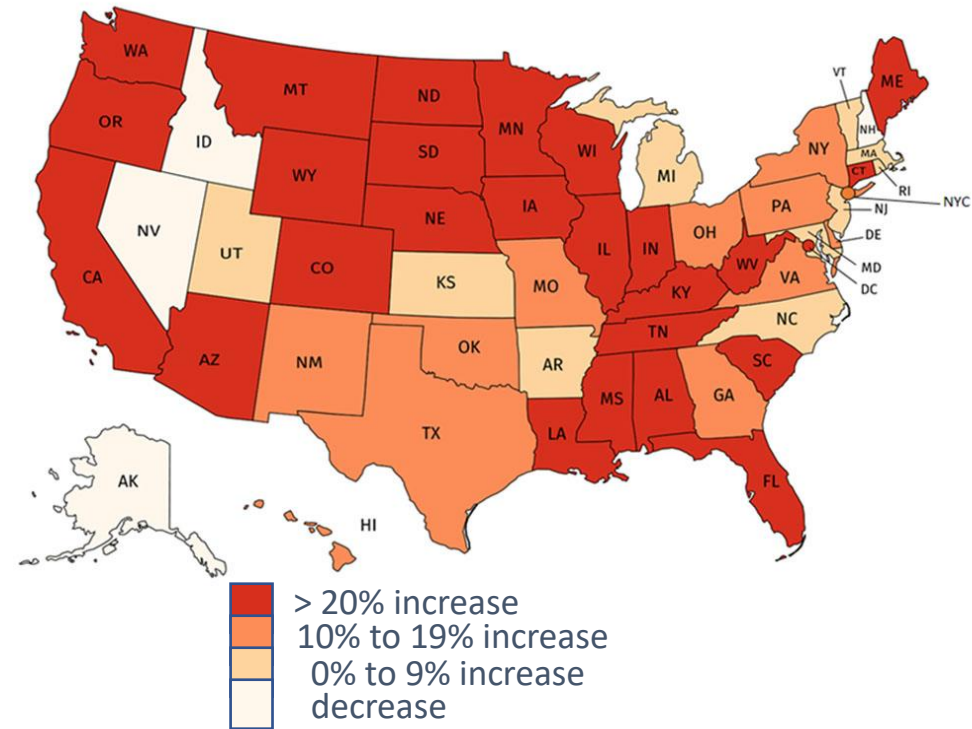 WA
MT
ND
MN
VT
ME
OR
ID
SD
WI
MI
NY
NH
MA
CT
RI
NYC
WY
NE
IA
PA
NJ
NV
UT
CO
IL
IN
OH
DE
WV
VA
MD
DC
CA
KS
MO
KY
NC
AZ
NM
OK
AR
TN
SC
TX
MS
AL
GA
LA
AK
FL
HI
> 20% increase
10% to 19% increase
0% to 9% increase
decrease